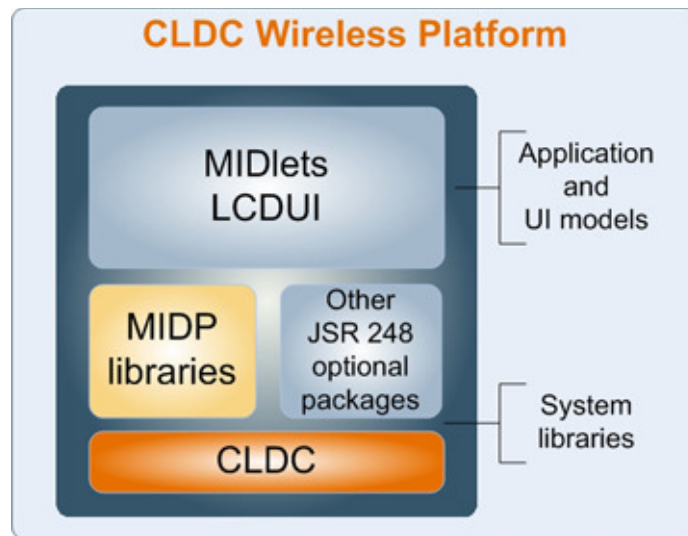 CLDC Wireless Platform
MIDlets
LCDUI
Application
and
UI models
MIDP
libraries
Other
JSR 248
optional
packages
System
libraries
CLDC